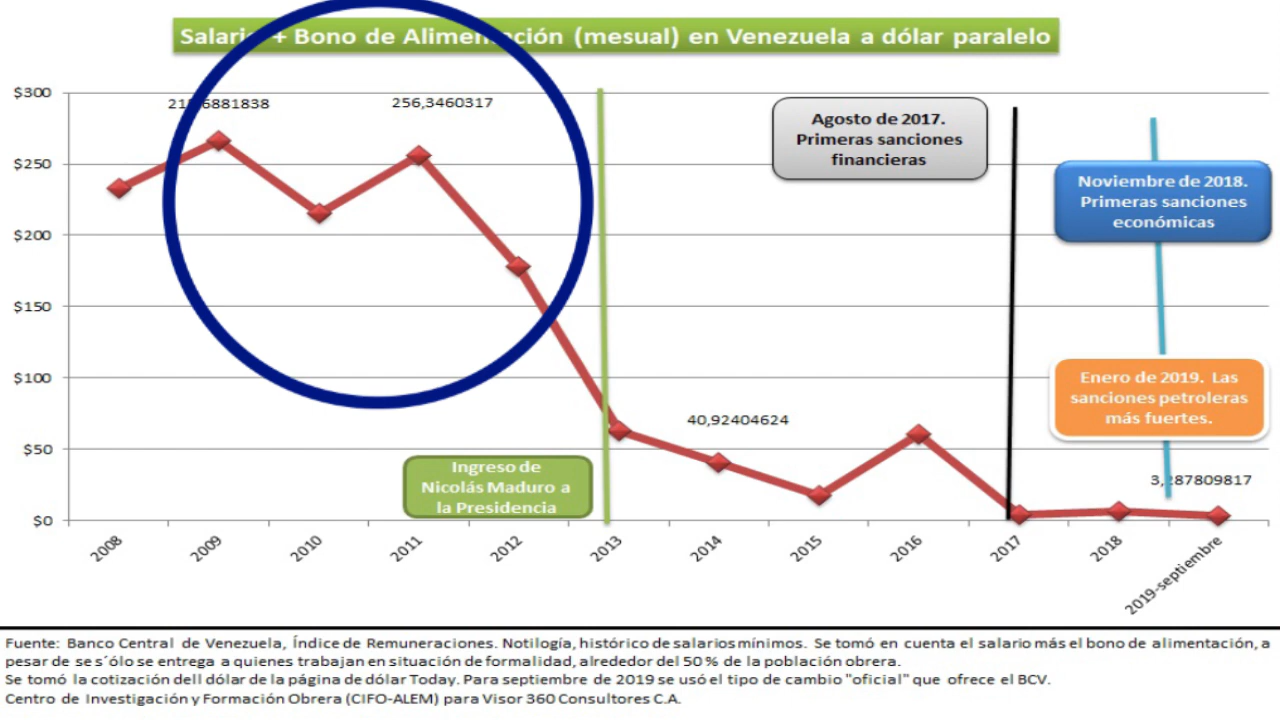 Salario + Bono de Alimentación (mesual) en Venezuela a dólar paralelo
$300
$250
$200
$150
$100
$50
$0
256,3460317
40,92404624
Agosto de 2017.
Primeras sanciones
financieras
Noviembre de 2018.
Primeras sanciones
económicas
Enero de 2019. Las
sanciones petroleras
más fuertes.
Ingreso de
Nicolás Maduro a
la Presidencia
3,287809817
2008
2009
2010
2011
2012
2013
2014
2015
2016
2017
2018
2019-septiembre
Fuente: Banco Central de Venezuela, Índice de Remuneraciones. Notilogía, histórico de salarios mínimos. Se tomó en cuenta el salario más el bono de alimentación, a
pesar de se s´ólo se entrega a quienes trabajan en situación de formalidad, alrededor del 50 % de la población obrera.
Se tomó la cotización dell dólar de la página de dólar Today. Para septiembre de 2019 se usó el tipo de cambio "oficial" que ofrece el BCV.
Centro de Investigación y Formación Obrera (CIFO-ALEM) para Visor 360 Consultores C.A.